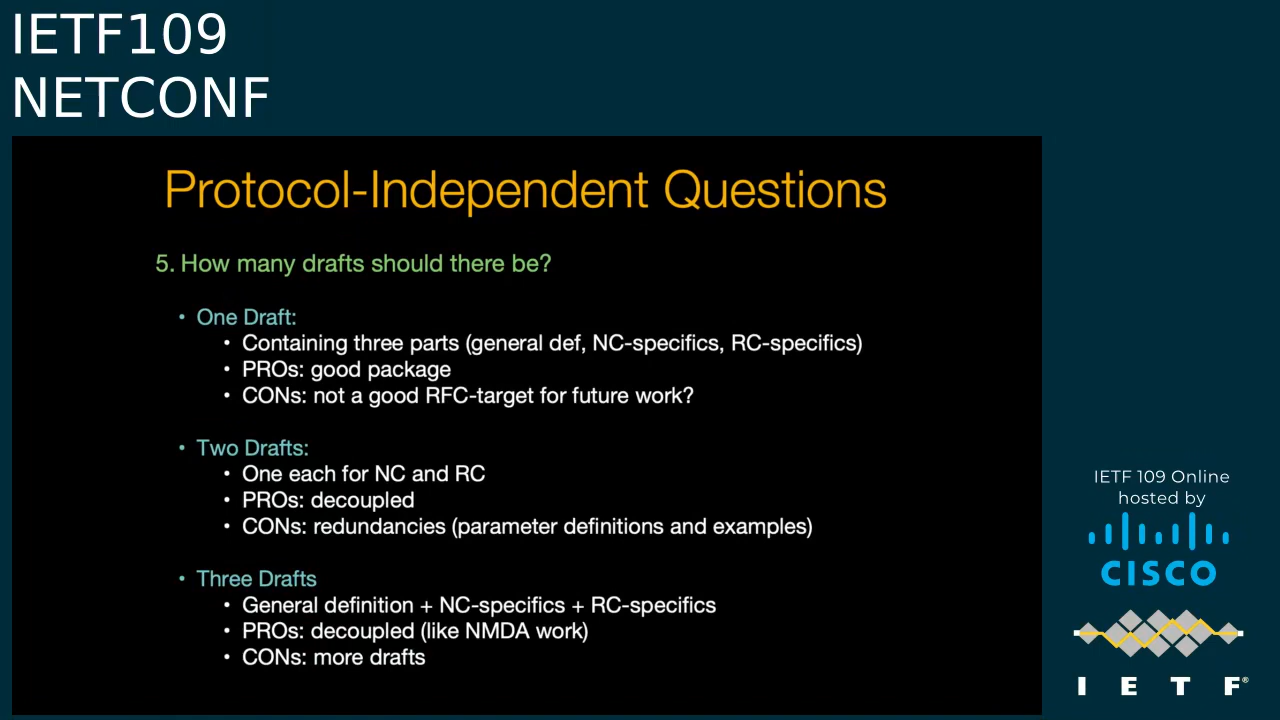 IETF109
NETCONF
Protocol-Independent Questions
5. How many drafts should there be?
• One Draft:
• Containing three parts (general def, NC-specifics, RC-specifics)
• PROs: good package
• CONs: not a good RFC-target for future work?
• Two Drafts:
• One each for NC and RC
• PROs: decoupled
• CONs: redundancies (parameter definitions and examples)
• Three Drafts
• General definition + NC-specifics + RC-specifics
• PROs: decoupled (like NMDA work)
• CONs: more drafts
IETF 109 Online
hosted by
CISCO
I E T F®